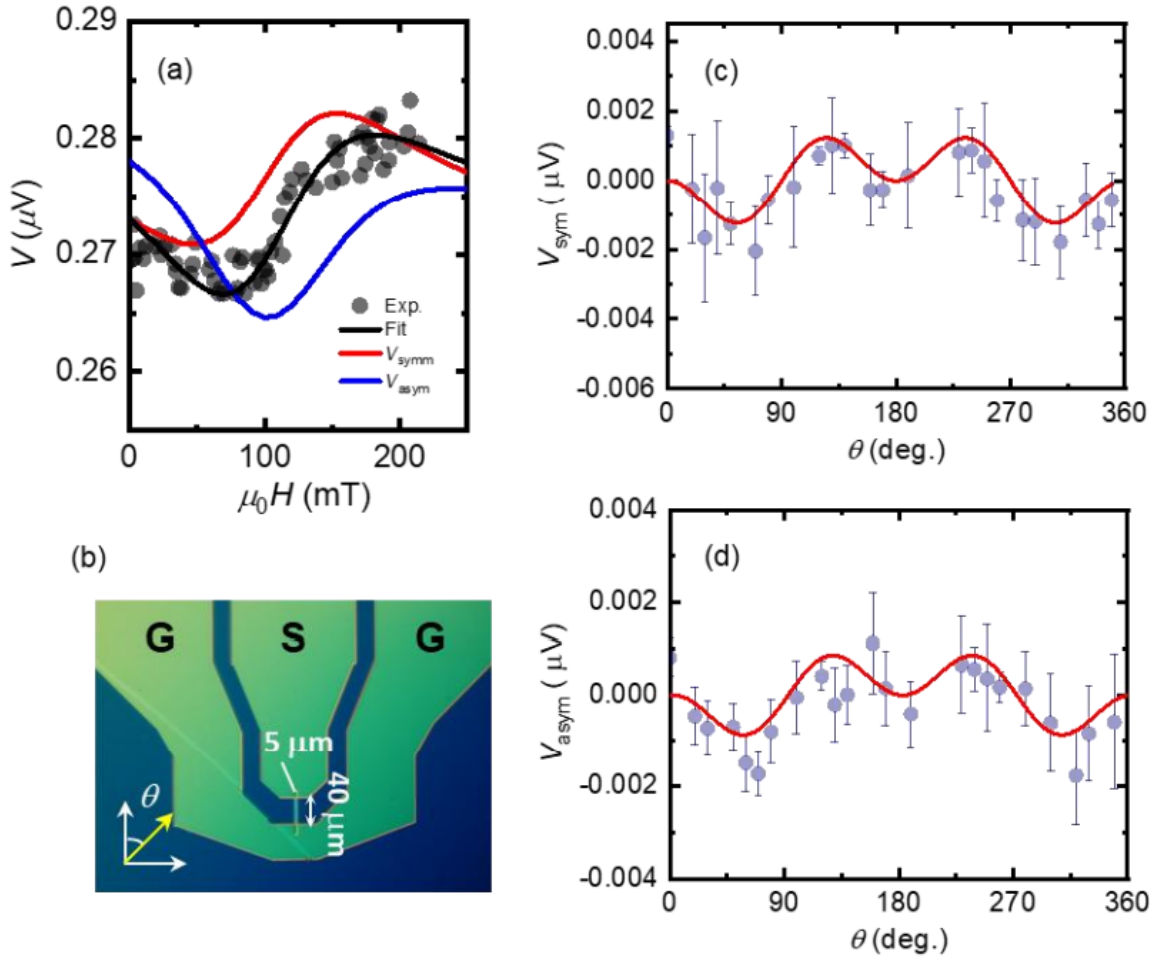 (a)
0.29
0.28
0.27
0.26
V (μV)
0 100 200
μ0H (mT)
Exp.
Fit
Vsymm
Vasym
(b)
G S G
5 μm
40 μm
θ
(c)
0.004
0.002
0.000
-0.002
-0.004
-0.006
Vsym ( μV)
0 90 180 270 360
θ (deg.)
(d)
0.004
0.002
0.000
-0.002
-0.004
Vasym ( μV)
0 90 180 270 360
θ (deg.)